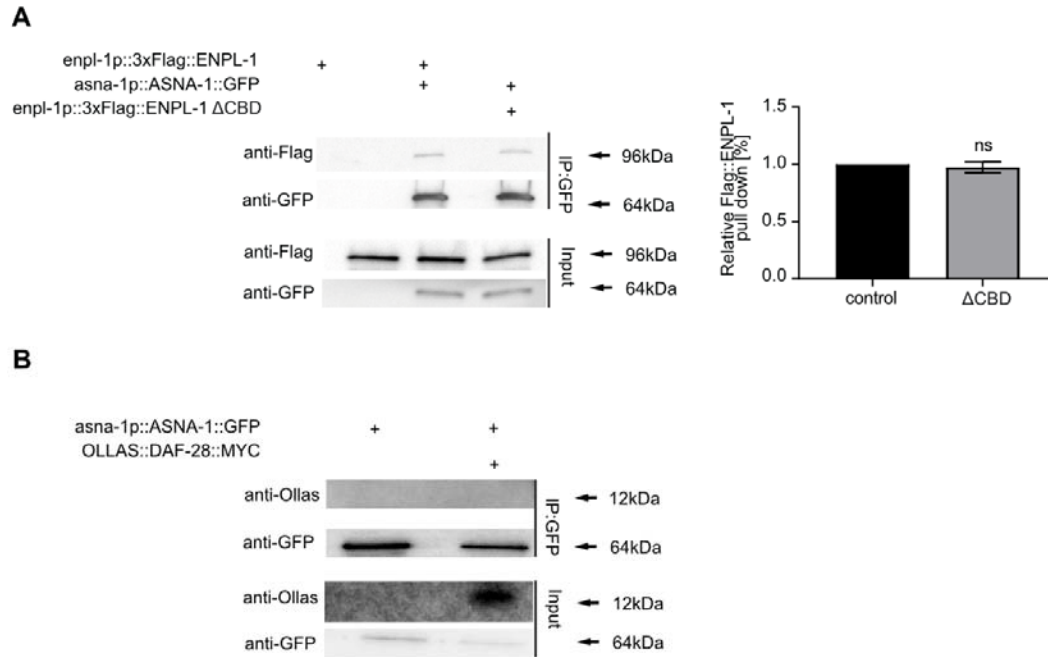 A
enpl-1p::3xFlag::ENPL-1 + +
asna-1p::ASNA-1::GFP + +
enpl-1p::3xFlag::ENPL-1 ΔCBD +
anti-Flag 96kDa
anti-GFP 64kDa
IP:GFP
anti-Flag 96kDa
anti-GFP 64kDa
Input
Relative Flag::ENPL-1
pull down [%]
1.5
1.0
0.5
0.0
ns
control ΔCBD
B
asna-1p::ASNA-1::GFP + +
OLLAS::DAF-28::MYC +
anti-Ollas 12kDa
anti-GFP 64kDa
IP:GFP
anti-Ollas 12kDa
anti-GFP 64kDa
Input